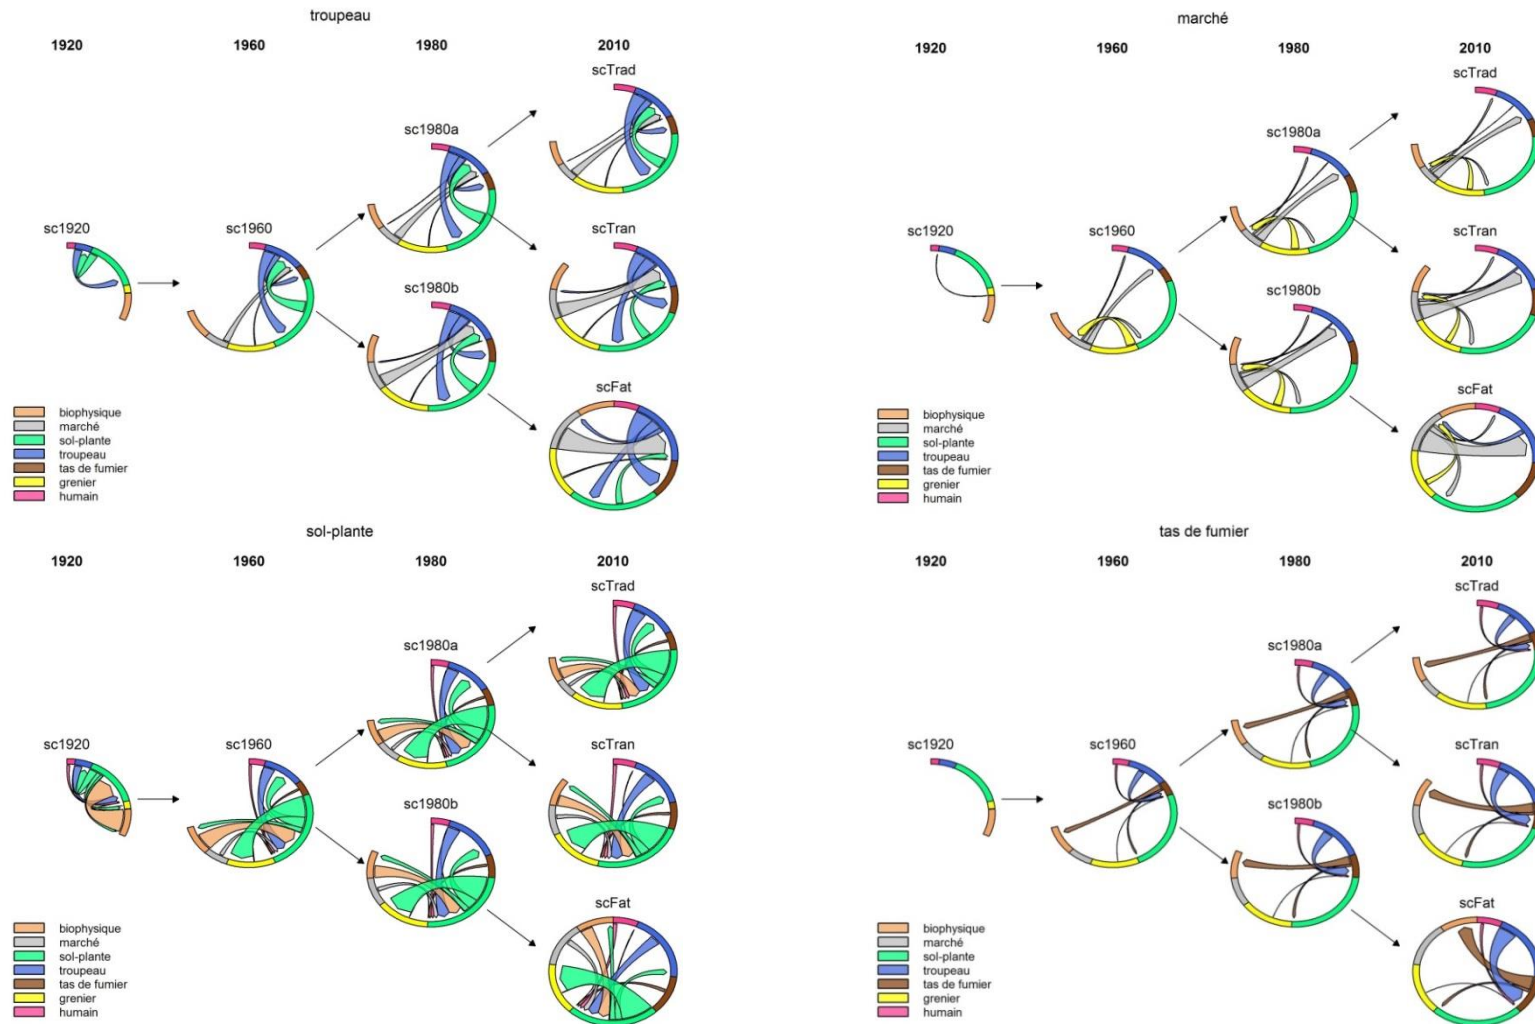 troupeau
1920 1960 1980 2010
scTrad
sc1980a
sc1920 sc1960 scTran
sc1980b
scFat
biophysique
marché
sol-plante
troupeau
tas de fumier
grenier
humain
marché
1920 1960 1980 2010
scTrad
sc1980a
sc1920 sc1960 scTran
sc1980b
scFat
biophysique
marché
sol-plante
troupeau
tas de fumier
grenier
humain
sol-plante
1920 1960 1980 2010
scTrad
sc1980a
sc1920 sc1960 scTran
sc1980b
scFat
biophysique
marché
sol-plante
troupeau
tas de fumier
grenier
humain
tas de fumier
1920 1960 1980 2010
scTrad
sc1980a
sc1920 sc1960 scTran
sc1980b
scFat
biophysique
marché
sol-plante
troupeau
tas de fumier
grenier
humain